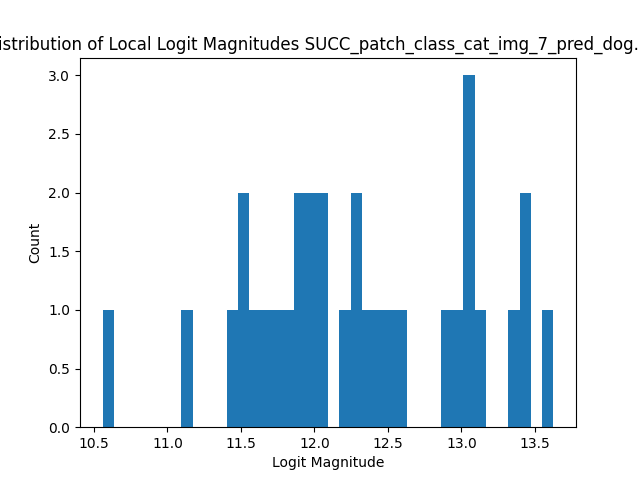 istribution of Local Logit Magnitudes SUCC_patch_class_cat_img_7_pred_dog.
3.0
2.5
2.0
1.5
1.0
0.5
0.0
Count
10.5 11.0 11.5 12.0 12.5 13.0 13.5
Logit Magnitude